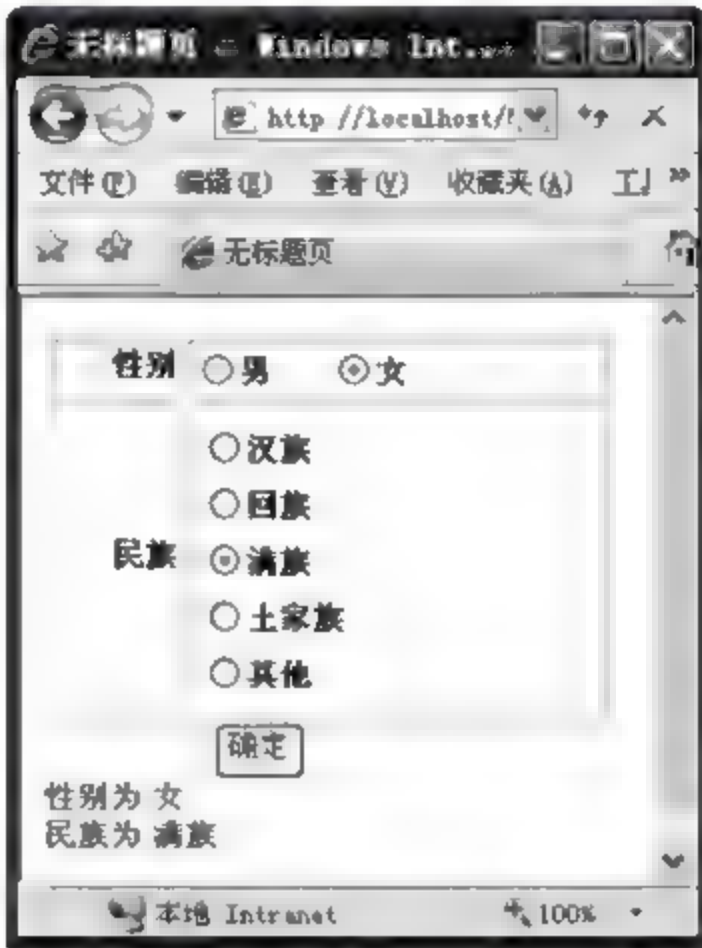 无标题页 - Windows Int...
http //localhost/
文件(F) 编辑(E) 查看(V) 收藏夹(A) 工
无标题页
性别 男 女
汉族
回族
民族 满族
土家族
其他
确定
性别为 女
民族为 满族
本地 Intranet 100%